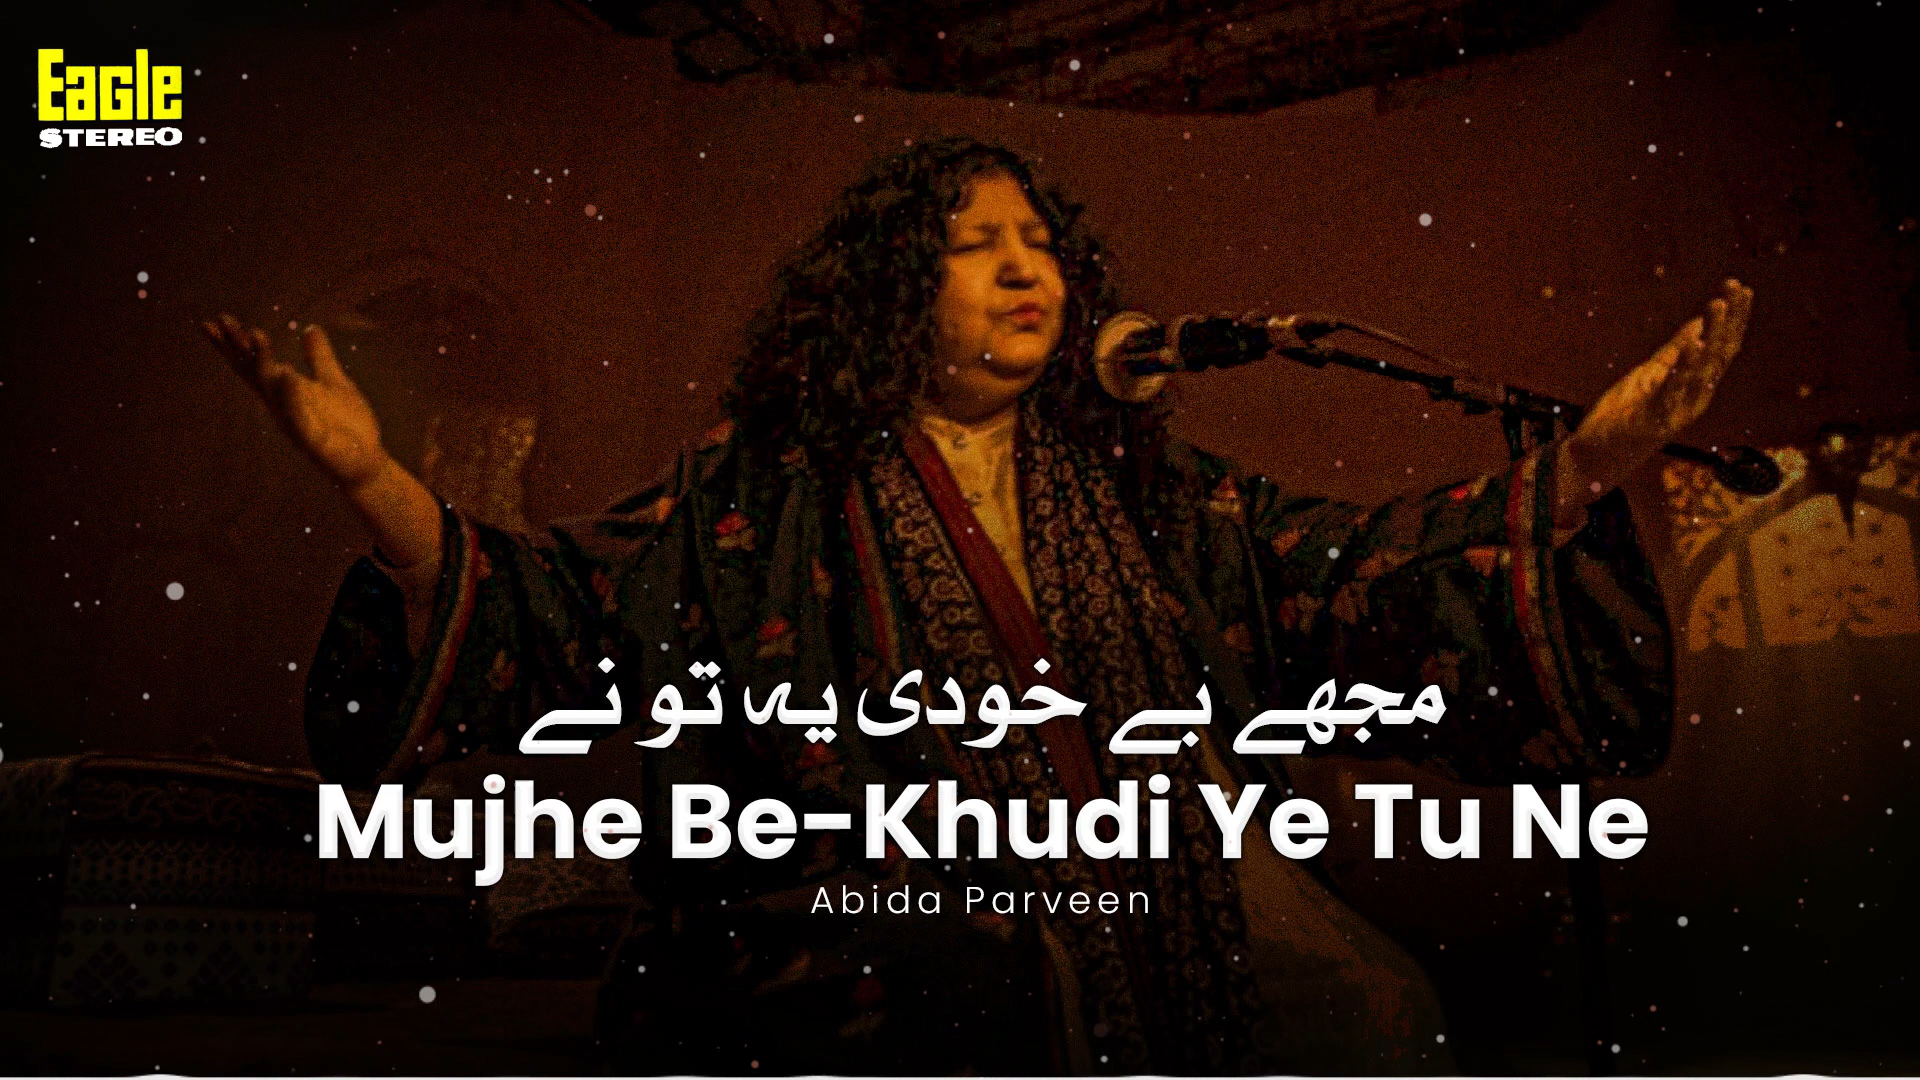 Eagle
STEREO
مجھے بے خودی یہ تو نے
Mujhe Be-Khudi Ye Tu Ne
Abida Parveen